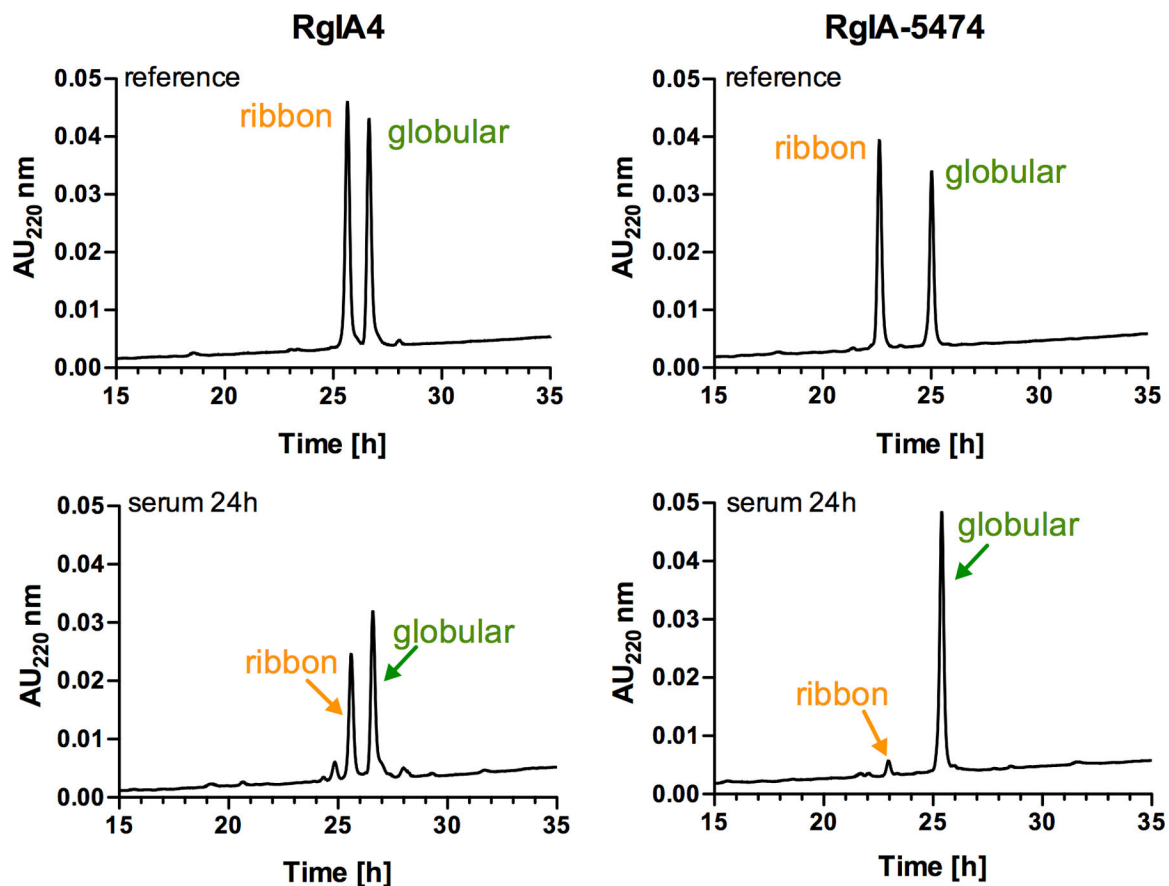 RgIA4
reference
ribbon
globular
AU220 nm
0.05
0.04
0.03
0.02
0.01
0.00
15 20 25 30 35
Time [h]
RgIA-5474
reference
ribbon
globular
AU220 nm
0.05
0.04
0.03
0.02
0.01
0.00
15 20 25 30 35
Time [h]
serum 24h
globular
ribbon
AU220 nm
0.05
0.04
0.03
0.02
0.01
0.00
15 20 25 30 35
Time [h]
serum 24h
globular
ribbon
AU220 nm
0.05
0.04
0.03
0.02
0.01
0.00
15 20 25 30 35
Time [h]